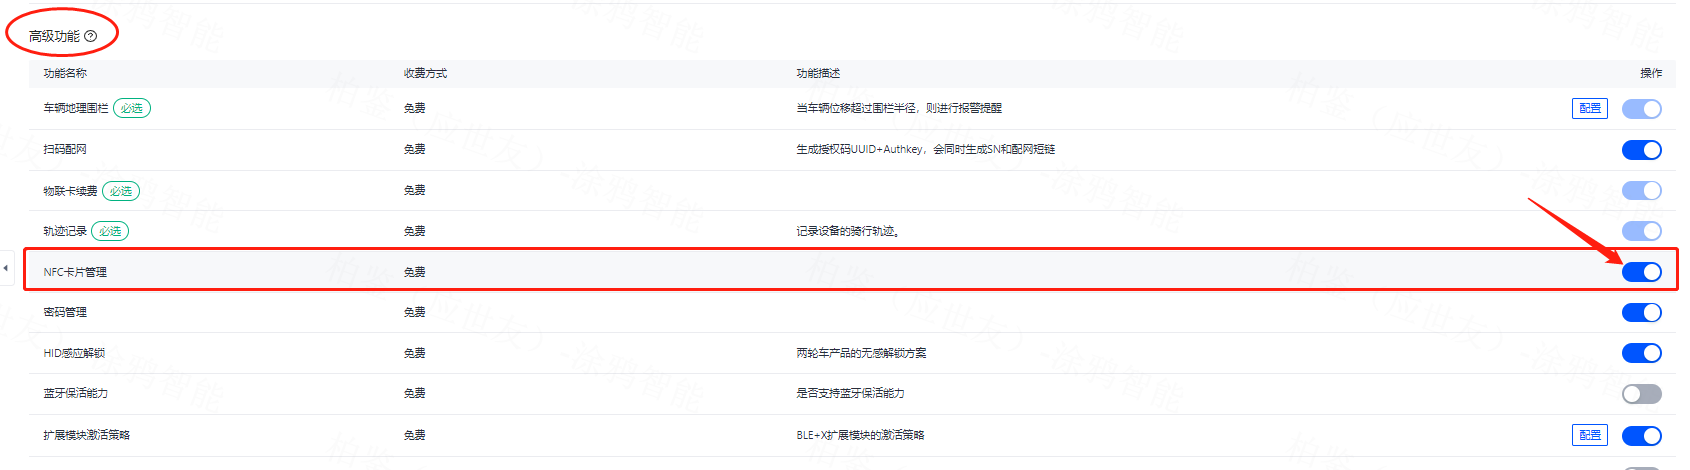 高级功能
功能名称 收费方式 功能描述 操作
车辆地理围栏 必选 免费 当车辆位移超过围栏半径，则进行报警提醒 配置
扫码配网 免费 生成授权码UUID+Authkey，会同时生成SN和配网短链
物联卡续费 必选 免费
轨迹记录 必选 免费 记录设备的骑行轨迹。
NFC卡片管理 免费
密码管理 免费
HID感应解锁 免费 两轮车产品的无感解锁方案
蓝牙保活能力 免费 是否支持蓝牙保活能力
扩展模块激活策略 免费 BLE+X扩展模块的激活策略 配置
柏鉴（应世友）-涂鸦智能